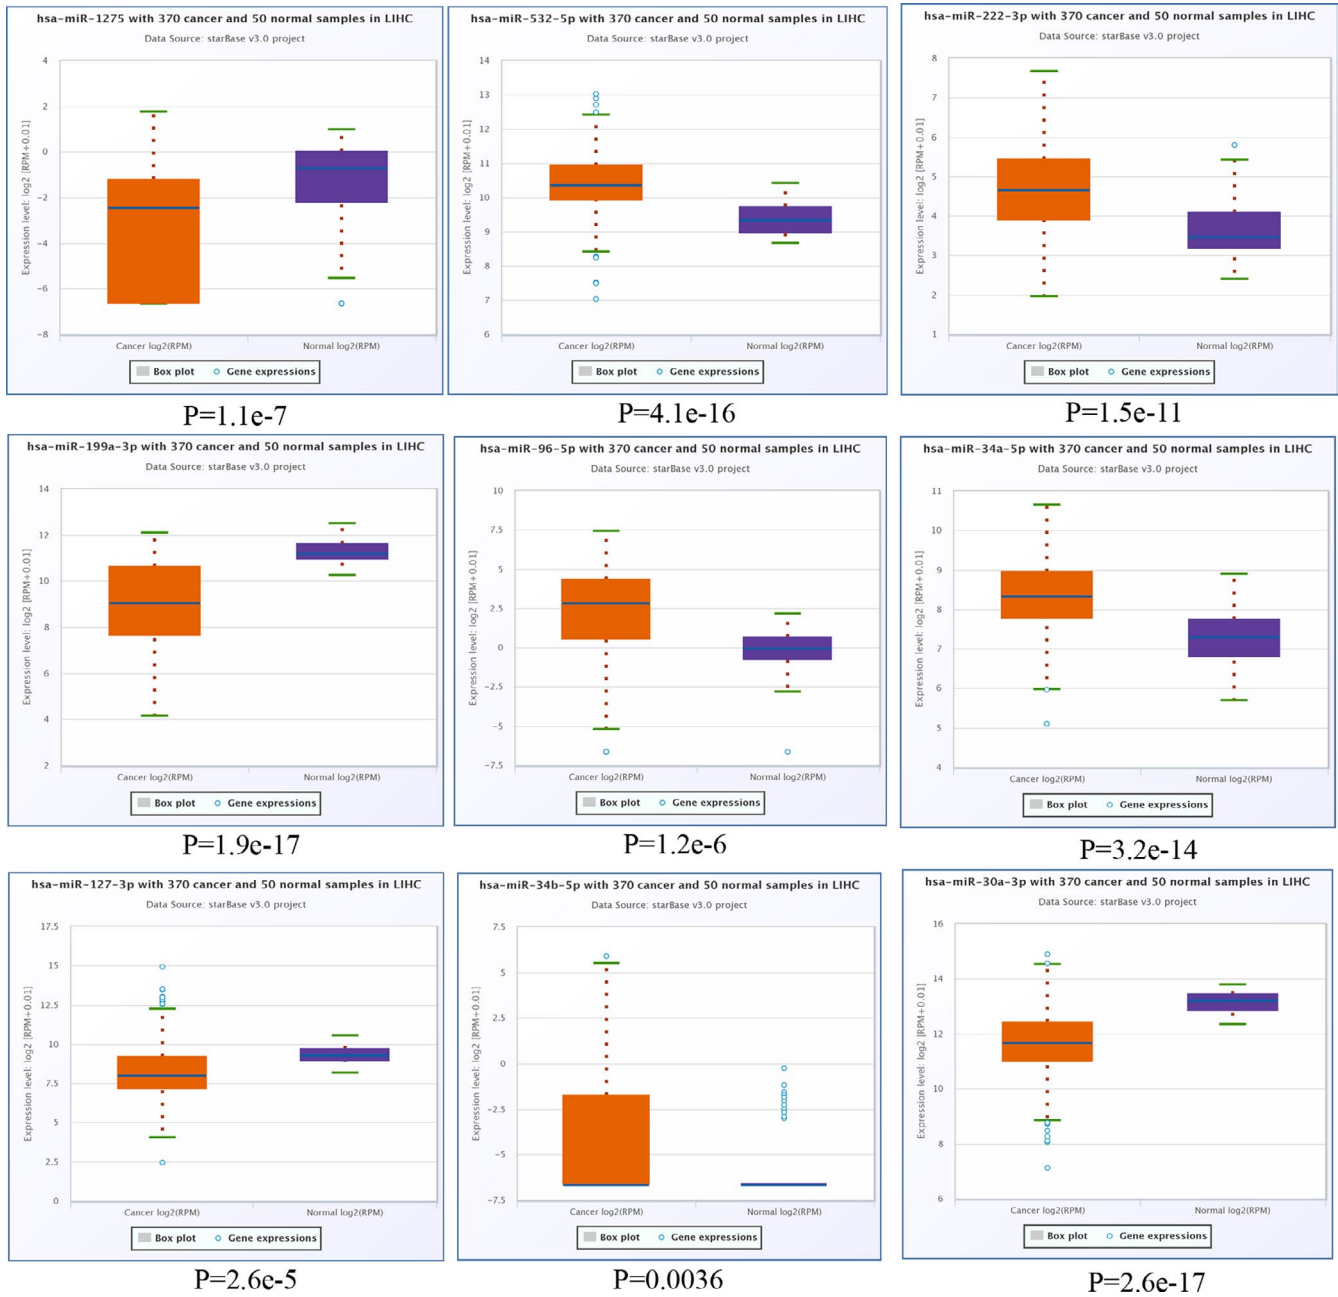 hsa-miR-1275 with 370 cancer and 50 normal samples in LIHC
Data Source: starBase v3.0 project
Expression level: log2 [RPM+0.01]
4
2
0
-2
-4
-6
-8
Cancer log2(RPM) Normal log2(RPM)
Box plot Gene expressions
P=1.1e-7
hsa-miR-532-5p with 370 cancer and 50 normal samples in LIHC
Data Source: starBase v3.0 project
Expression level: log2 [RPM+0.01]
14
13
12
11
10
9
8
7
6
Cancer log2(RPM) Normal log2(RPM)
Box plot Gene expressions
P=4.1e-16
hsa-miR-222-3p with 370 cancer and 50 normal samples in LIHC
Data Source: starBase v3.0 project
Expression level: log2 [RPM+0.01]
8
7
6
5
4
3
2
1
Cancer log2(RPM) Normal log2(RPM)
Box plot Gene expressions
P=1.5e-11
hsa-miR-199a-3p with 370 cancer and 50 normal samples in LIHC
Data Source: starBase v3.0 project
Expression level: log2 [RPM+0.01]
14
12
10
8
6
4
2
Cancer log2(RPM) Normal log2(RPM)
Box plot Gene expressions
P=1.9e-17
hsa-miR-96-5p with 370 cancer and 50 normal samples in LIHC
Data Source: starBase v3.0 project
Expression level: log2 [RPM+0.01]
10
7.5
5
2.5
0
-2.5
-5
-7.5
Cancer log2(RPM) Normal log2(RPM)
Box plot Gene expressions
P=1.2e-6
hsa-miR-34a-5p with 370 cancer and 50 normal samples in LIHC
Data Source: starBase v3.0 project
Expression level: log2 [RPM+0.01]
11
10
9
8
7
6
5
4
Cancer log2(RPM) Normal log2(RPM)
Box plot Gene expressions
P=3.2e-14
hsa-miR-127-3p with 370 cancer and 50 normal samples in LIHC
Data Source: starBase v3.0 project
Expression level: log2 [RPM+0.01]
17.5
15
12.5
10
7.5
5
2.5
0
Cancer log2(RPM) Normal log2(RPM)
Box plot Gene expressions
P=2.6e-5
hsa-miR-34b-5p with 370 cancer and 50 normal samples in LIHC
Data Source: starBase v3.0 project
Expression level: log2 [RPM+0.01]
7.5
5
2.5
0
-2.5
-5
-7.5
Cancer log2(RPM) Normal log2(RPM)
Box plot Gene expressions
P=0.0036
hsa-miR-30a-3p with 370 cancer and 50 normal samples in LIHC
Data Source: starBase v3.0 project
Expression level: log2 [RPM+0.01]
16
14
12
10
8
6
Cancer log2(RPM) Normal log2(RPM)
Box plot Gene expressions
P=2.6e-17